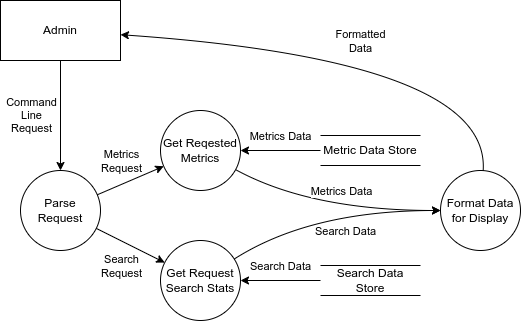 Admin
Formatted
Data
Command
Line
Request
Metrics
Request
Get Reqested
Metrics
Metrics Data
Metric Data Store
Parse
Request
Metrics Data
Format Data
for Display
Search Data
Search
Request
Get Request
Search Stats
Search Data
Search Data
Store